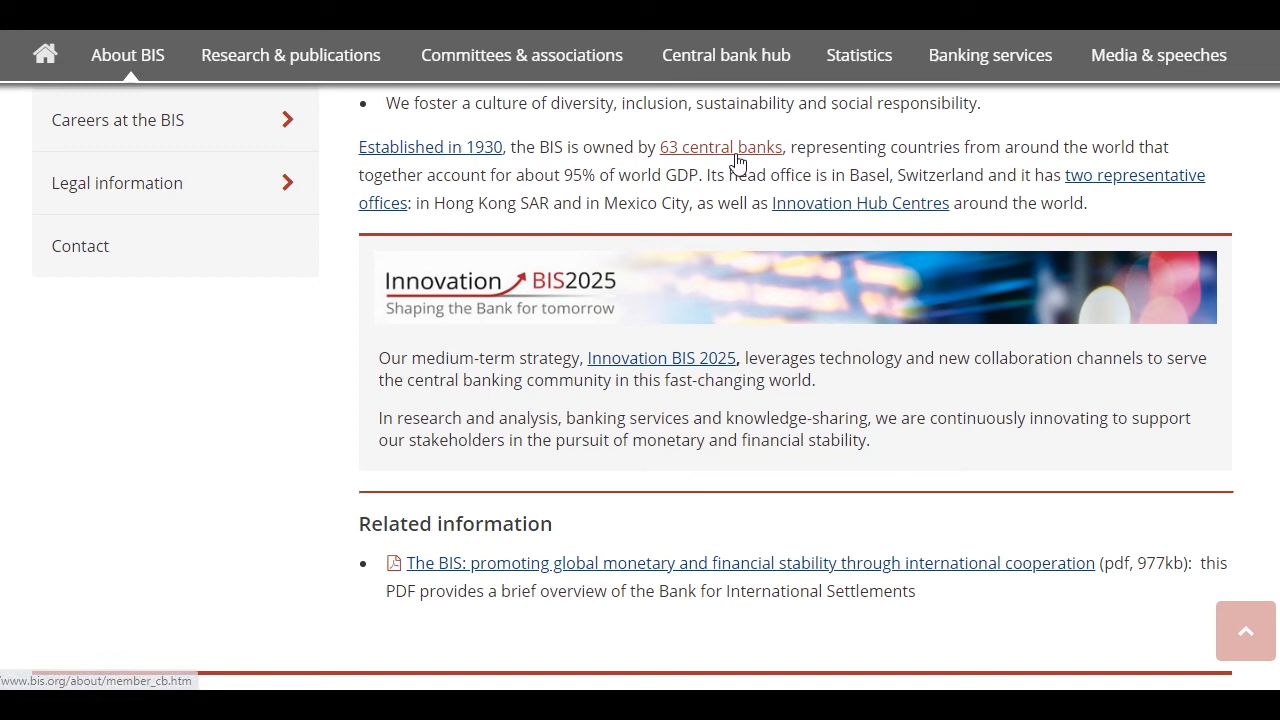 About BIS
Research & publications
Committees & associations
Central bank hub
Statistics
Banking services
Media & speeches
Careers at the BIS
Legal information
Contact
• We foster a culture of diversity, inclusion, sustainability and social responsibility.
Established in 1930, the BIS is owned by 63 central banks, representing countries from around the world that
together account for about 95% of world GDP. Its head office is in Basel, Switzerland and it has two representative
offices: in Hong Kong SAR and in Mexico City, as well as Innovation Hub Centres around the world.
Innovation BIS2025
Shaping the Bank for tomorrow
Our medium-term strategy, Innovation BIS 2025, leverages technology and new collaboration channels to serve
the central banking community in this fast-changing world.
In research and analysis, banking services and knowledge-sharing, we are continuously innovating to support
our stakeholders in the pursuit of monetary and financial stability.
Related information
• The BIS: promoting global monetary and financial stability through international cooperation (pdf, 977kb): this
PDF provides a brief overview of the Bank for International Settlements
/www.bis.org/about/member_cb.htm